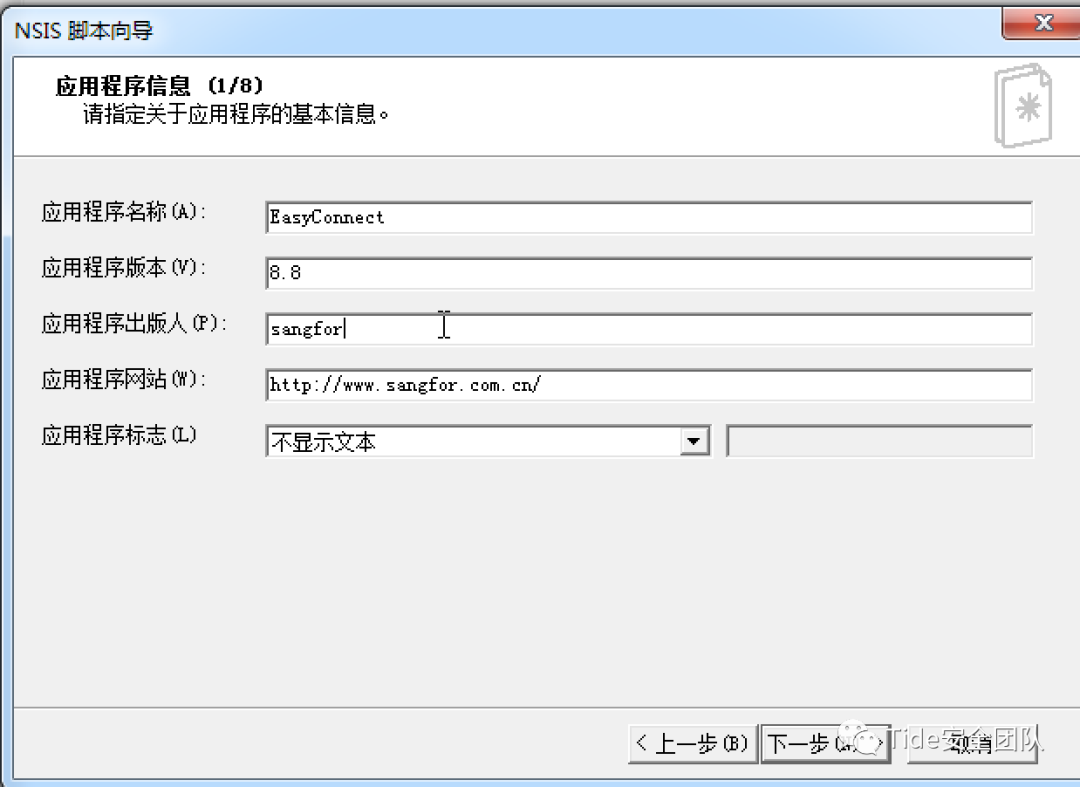 NSIS 脚本向导
应用程序信息 (1/8)
请指定关于应用程序的基本信息。
应用程序名称(A): EasyConnect
应用程序版本(V): 8.8
应用程序出版人(P): sangfor
应用程序网站(W): http://www.sangfor.com.cn/
应用程序标志(L) 不显示文本
< 上一步(B) 下一步 取消
Tide安全团队